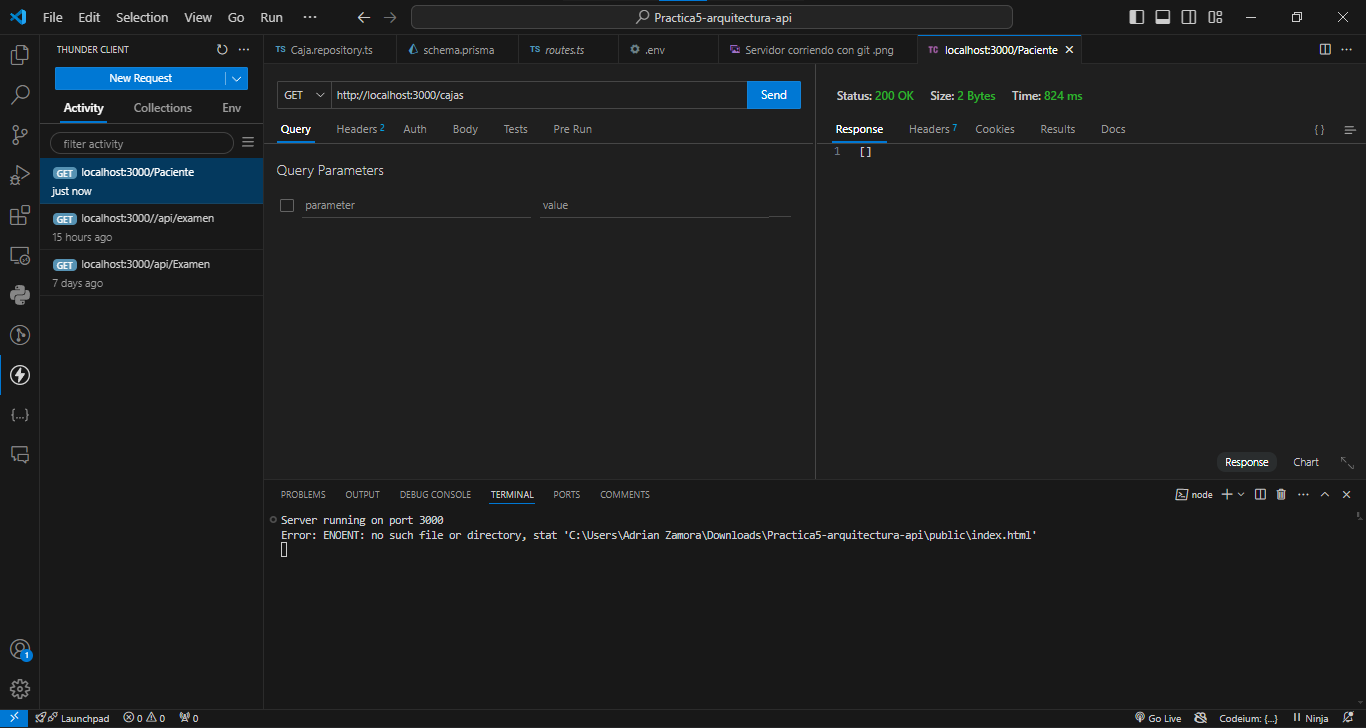 File Edit Selection View Go Run ··· Practica5-arquitectura-api
THUNDER CLIENT
New Request
Activity Collections Env
filter activity
GET localhost:3000/Paciente
just now
GET localhost:3000//api/examen
15 hours ago
GET localhost:3000/api/Examen
7 days ago
TS Caja.repository.ts schema.prisma TS routes.ts .env Servidor corriendo con git .png TC localhost:3000/Paciente
GET http://localhost:3000/cajas Send
Query Headers 2 Auth Body Tests Pre Run
Query Parameters
parameter value
Status: 200 OK Size: 2 Bytes Time: 824 ms
Response Headers 7 Cookies Results Docs { }
1 []
Response Chart
PROBLEMS OUTPUT DEBUG CONSOLE TERMINAL PORTS COMMENTS node
Server running on port 3000
Error: ENOENT: no such file or directory, stat 'C:\Users\Adrian Zamora\Downloads\Practica5-arquitectura-api\public\index.html'
1
Launchpad 0 0 0 Go Live Codeium: {...} Ninja